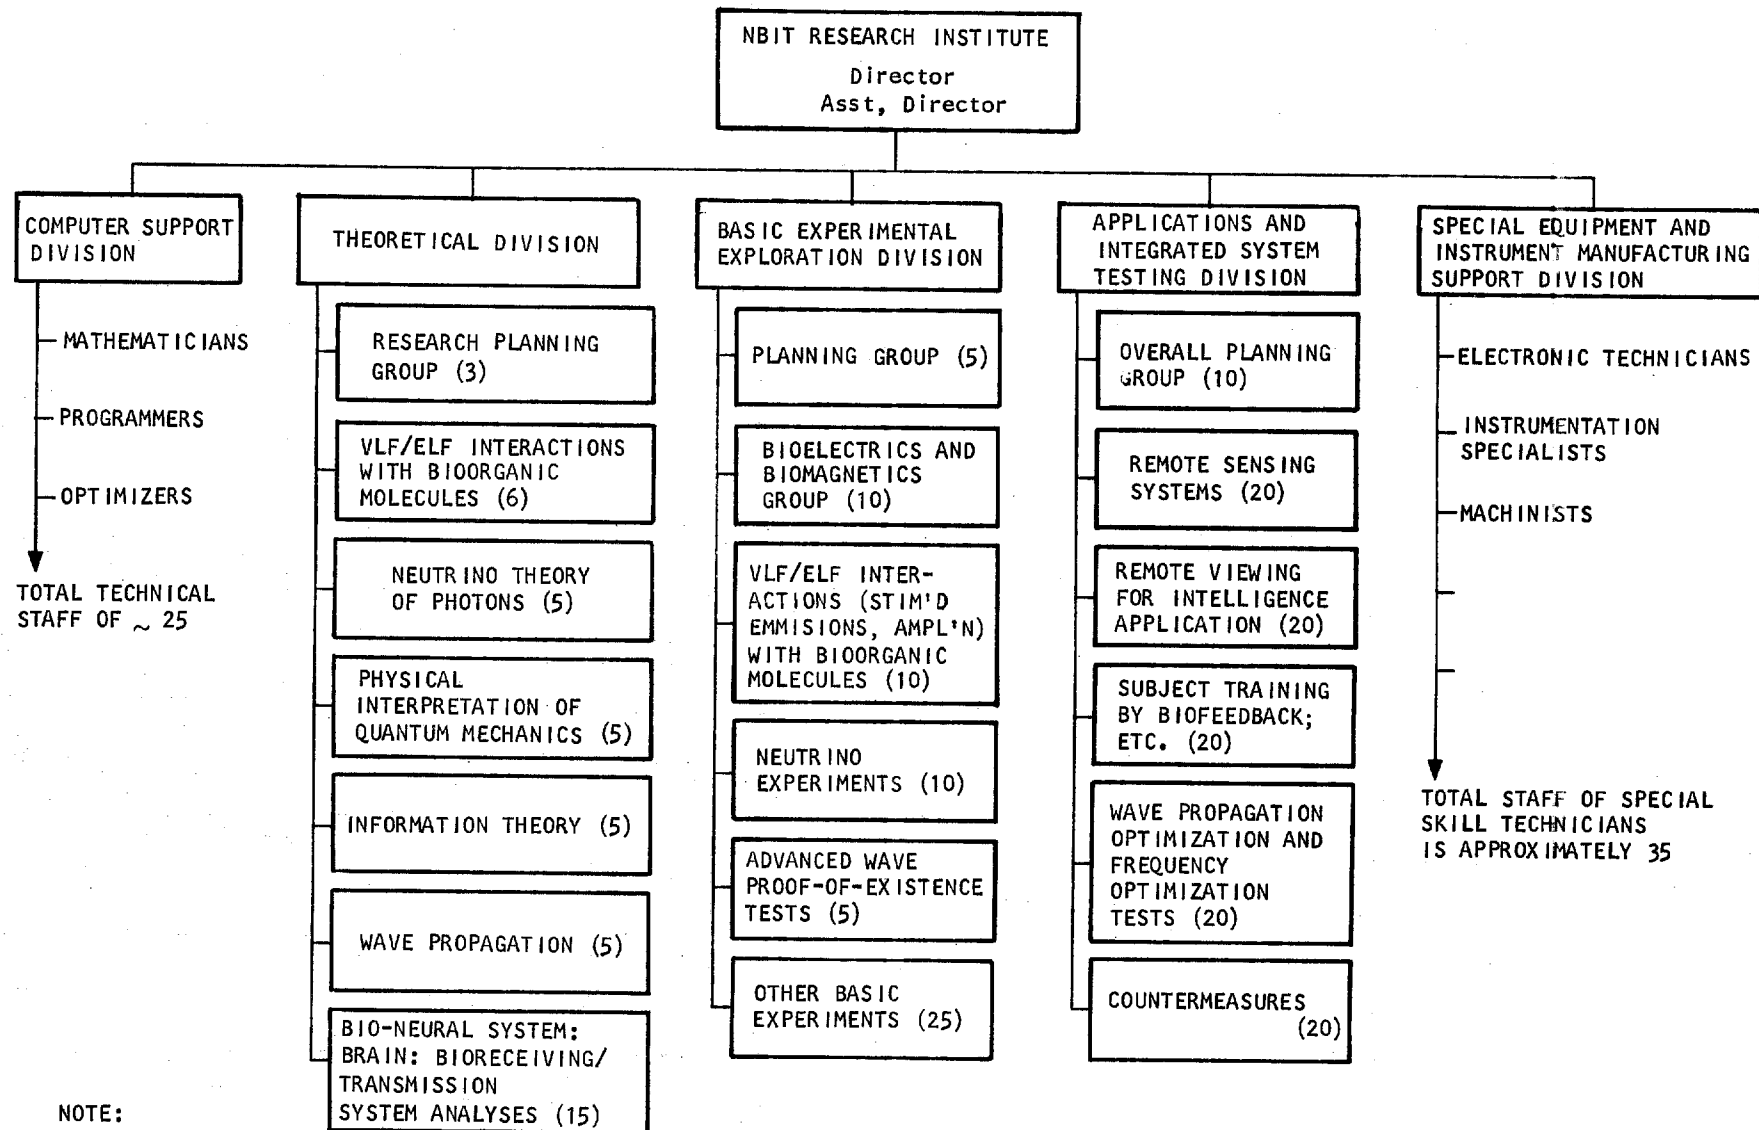 NBIT RESEARCH INSTITUTE
Director
Asst, Director
COMPUTER SUPPORT
DIVISION
MATHEMATICIANS
PROGRAMMERS
OPTIMIZERS
TOTAL TECHNICAL
STAFF OF ~ 25
THEORETICAL DIVISION
RESEARCH PLANNING
GROUP (3)
VLF/ELF INTERACTIONS
WITH BIOORGANIC
MOLECULES (6)
NEUTRINO THEORY
OF PHOTONS (5)
PHYSICAL
INTERPRETATION OF
QUANTUM MECHANICS (5)
INFORMATION THEORY (5)
WAVE PROPAGATION (5)
BIO-NEURAL SYSTEM:
BRAIN: BIORECEIVING/
TRANSMISSION
SYSTEM ANALYSES (15)
BASIC EXPERIMENTAL
EXPLORATION DIVISION
PLANNING GROUP (5)
BIOELECTRICS AND
BIOMAGNETICS
GROUP (10)
VLF/ELF INTER-
ACTIONS (STIM'D
EMMISIONS, AMPL'N)
WITH BIOORGANIC
MOLECULES (10)
NEUTRINO
EXPERIMENTS (10)
ADVANCED WAVE
PROOF-OF-EXISTENCE
TESTS (5)
OTHER BASIC
EXPERIMENTS (25)
APPLICATIONS AND
INTEGRATED SYSTEM
TESTING DIVISION
OVERALL PLANNING
GROUP (10)
REMOTE SENSING
SYSTEMS (20)
REMOTE VIEWING
FOR INTELLIGENCE
APPLICATION (20)
SUBJECT TRAINING
BY BIOFEEDBACK;
ETC. (20)
WAVE PROPAGATION
OPTIMIZATION AND
FREQUENCY
OPTIMIZATION
TESTS (20)
COUNTERMEASURES
(20)
SPECIAL EQUIPMENT AND
INSTRUMENT MANUFACTURING
SUPPORT DIVISION
ELECTRONIC TECHNICIANS
INSTRUMENTATION
SPECIALISTS
MACHINISTS
TOTAL STAFF OF SPECIAL
SKILL TECHNICIANS
IS APPROXIMATELY 35
NOTE: